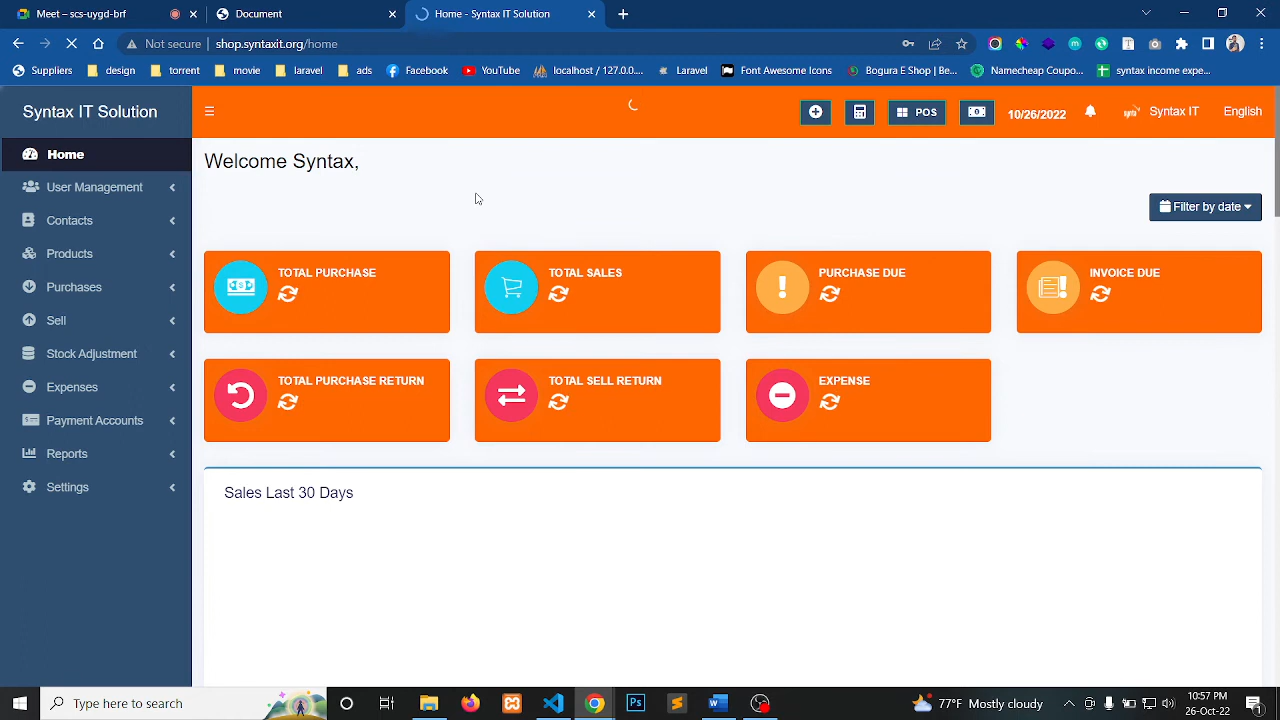 Meet – scs-uygd-brf
Document
Home - Syntax IT Solution
Not secure | shop.syntaxit.org/home
Suppliers design torrent movie laravel ads Facebook YouTube localhost / 127.0.0... Laravel Font Awesome Icons Bogura E Shop | Be... Namecheap Coupo... syntax income expe...
Syntax IT Solution
POS
10/26/2022
Syntax IT
English
Home
User Management
Contacts
Products
Purchases
Sell
Stock Adjustment
Expenses
Payment Accounts
Reports
Settings
Welcome Syntax,
Filter by date
TOTAL PURCHASE
TOTAL SALES
PURCHASE DUE
INVOICE DUE
TOTAL PURCHASE RETURN
TOTAL SELL RETURN
EXPENSE
Sales Last 30 Days
Type here to search
Ps
77°F Mostly cloudy
10:57 PM
26-Oct-22